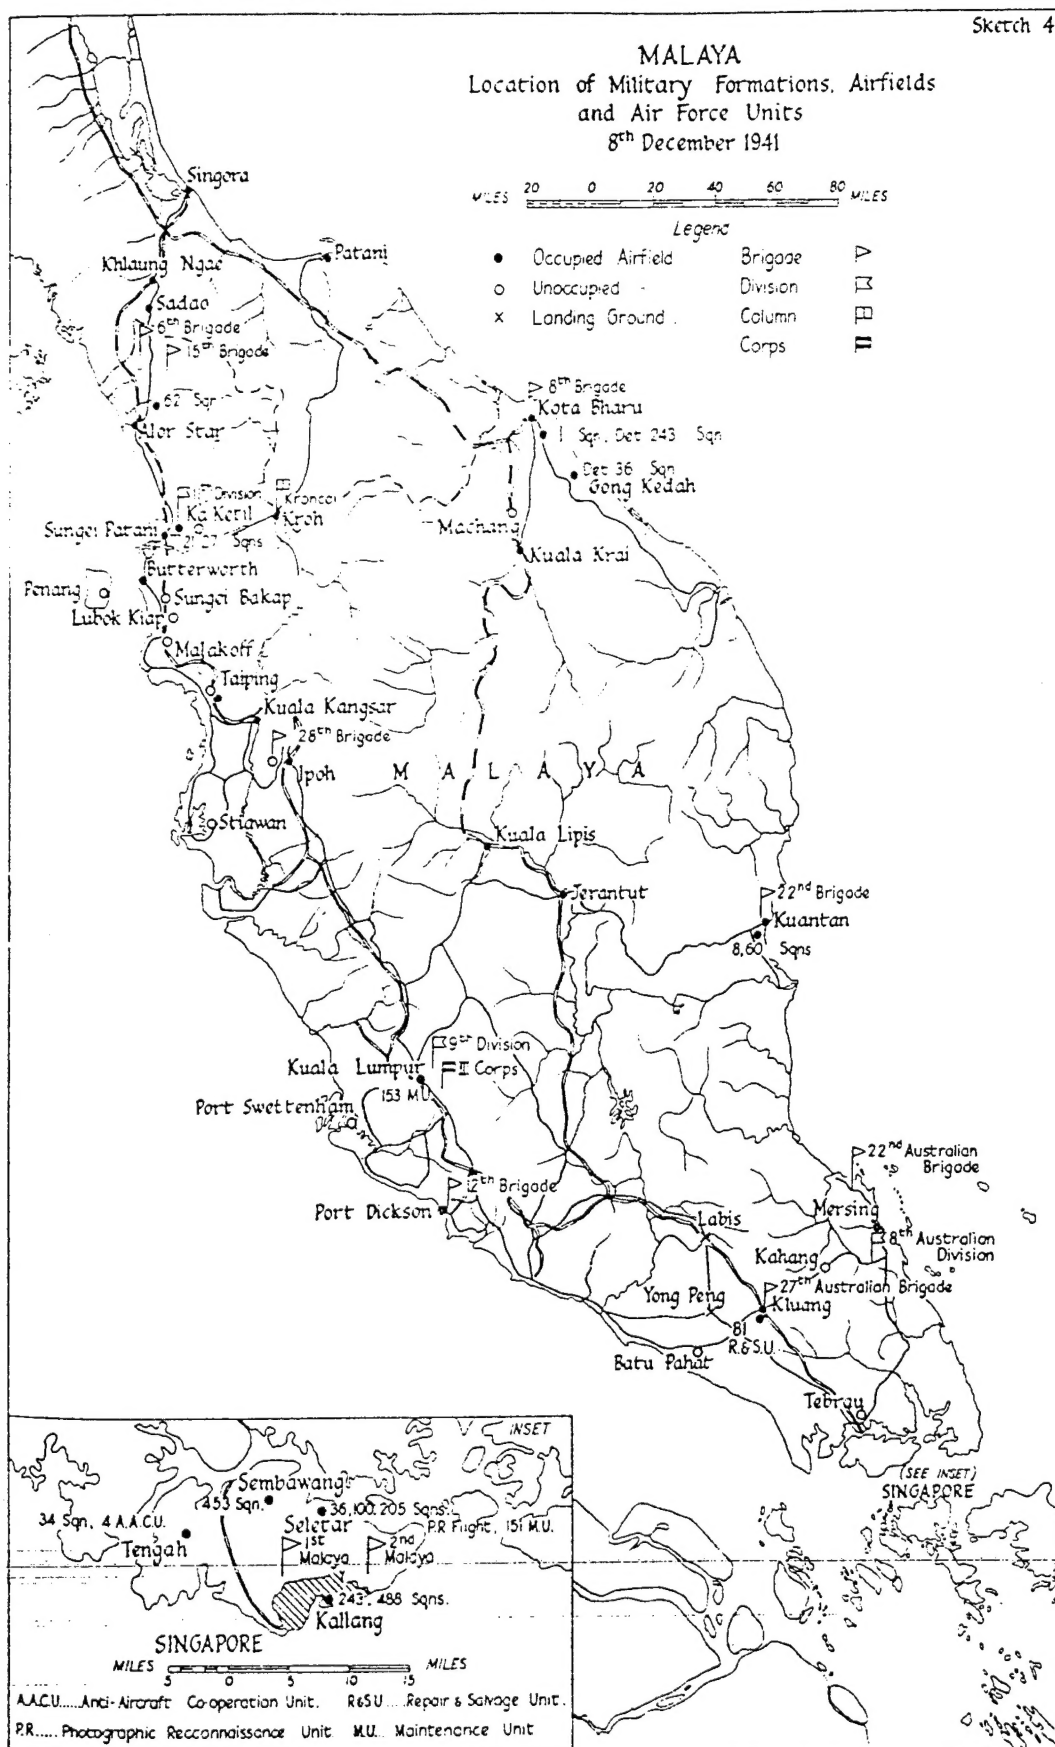 Sketch 4
MALAYA
Location of Military Formations, Airfields
and Air Force Units
8th December 1941
MILES 20 0 20 40 60 80 MILES
Legend
Occupied Airfield
Unoccupied "
Landing Ground
Brigade
Division
Column
Corps
Singora
Patani
Khlaung Ngae
Sadao
6th Brigade
15th Brigade
62 Sqn
Alor Star
8th Brigade
Kota Bharu
1 Sqn, Det 243 Sqn
Det 36 Sqn
Gong Kedah
Machang
Kuala Krai
11th Division
Ka Ketil
Kroncol
Kroh
Sungei Patani
21, 27 Sqns
Butterworth
Penang
Sungei Bakap
Lubok Kiap
Malakoff
Taiping
Kuala Kangsar
28th Brigade
Ipoh
MALAYA
Stiawan
Kuala Lipis
Jerantut
22nd Brigade
Kuantan
8,60 Sqns
9th Division
Kuala Lumpur
III Corps
153 M.U.
Port Swettenham
12th Brigade
Port Dickson
22nd Australian
Brigade
Mersing
8th Australian
Division
Labis
Kahang
27th Australian Brigade
Yong Peng
Kluang
81
R.&S.U.
Batu Pahat
Tebrau
(SEE INSET)
SINGAPORE
INSET
Sembawang
453 Sqn.
36,100,205 Sqns.
Seletar
P.R Flight, 151 M.U.
34 Sqn, 4 A.A.C.U.
Tengah
1st
Malaya
2nd
Malaya
243, 488 Sqns.
Kallang
SINGAPORE
MILES 5 0 5 10 15 MILES
A.A.C.U.....Anti-Aircraft Co-operation Unit. R&S.U....Repair & Salvage Unit.
P.R.....Photographic Recconnaissance Unit M.U... Maintenance Unit